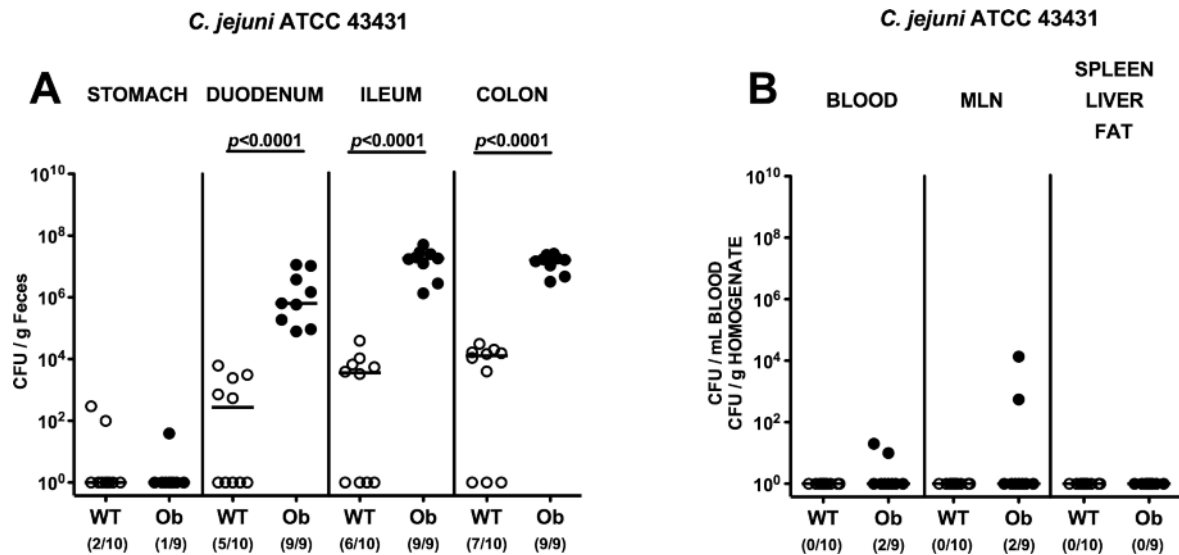 C. jejuni ATCC 43431
A
STOMACH DUODENUM ILEUM COLON
p<0.0001 p<0.0001 p<0.0001
CFU / g Feces
10^10
10^8
10^6
10^4
10^2
10^0
WT Ob WT Ob WT Ob WT Ob
(2/10) (1/9) (5/10) (9/9) (6/10) (9/9) (7/10) (9/9)
C. jejuni ATCC 43431
B
BLOOD MLN SPLEEN
LIVER
FAT
CFU / mL BLOOD
CFU / g HOMOGENATE
10^10
10^8
10^6
10^4
10^2
10^0
WT Ob WT Ob WT Ob
(0/10) (2/9) (0/10) (2/9) (0/10) (0/9)